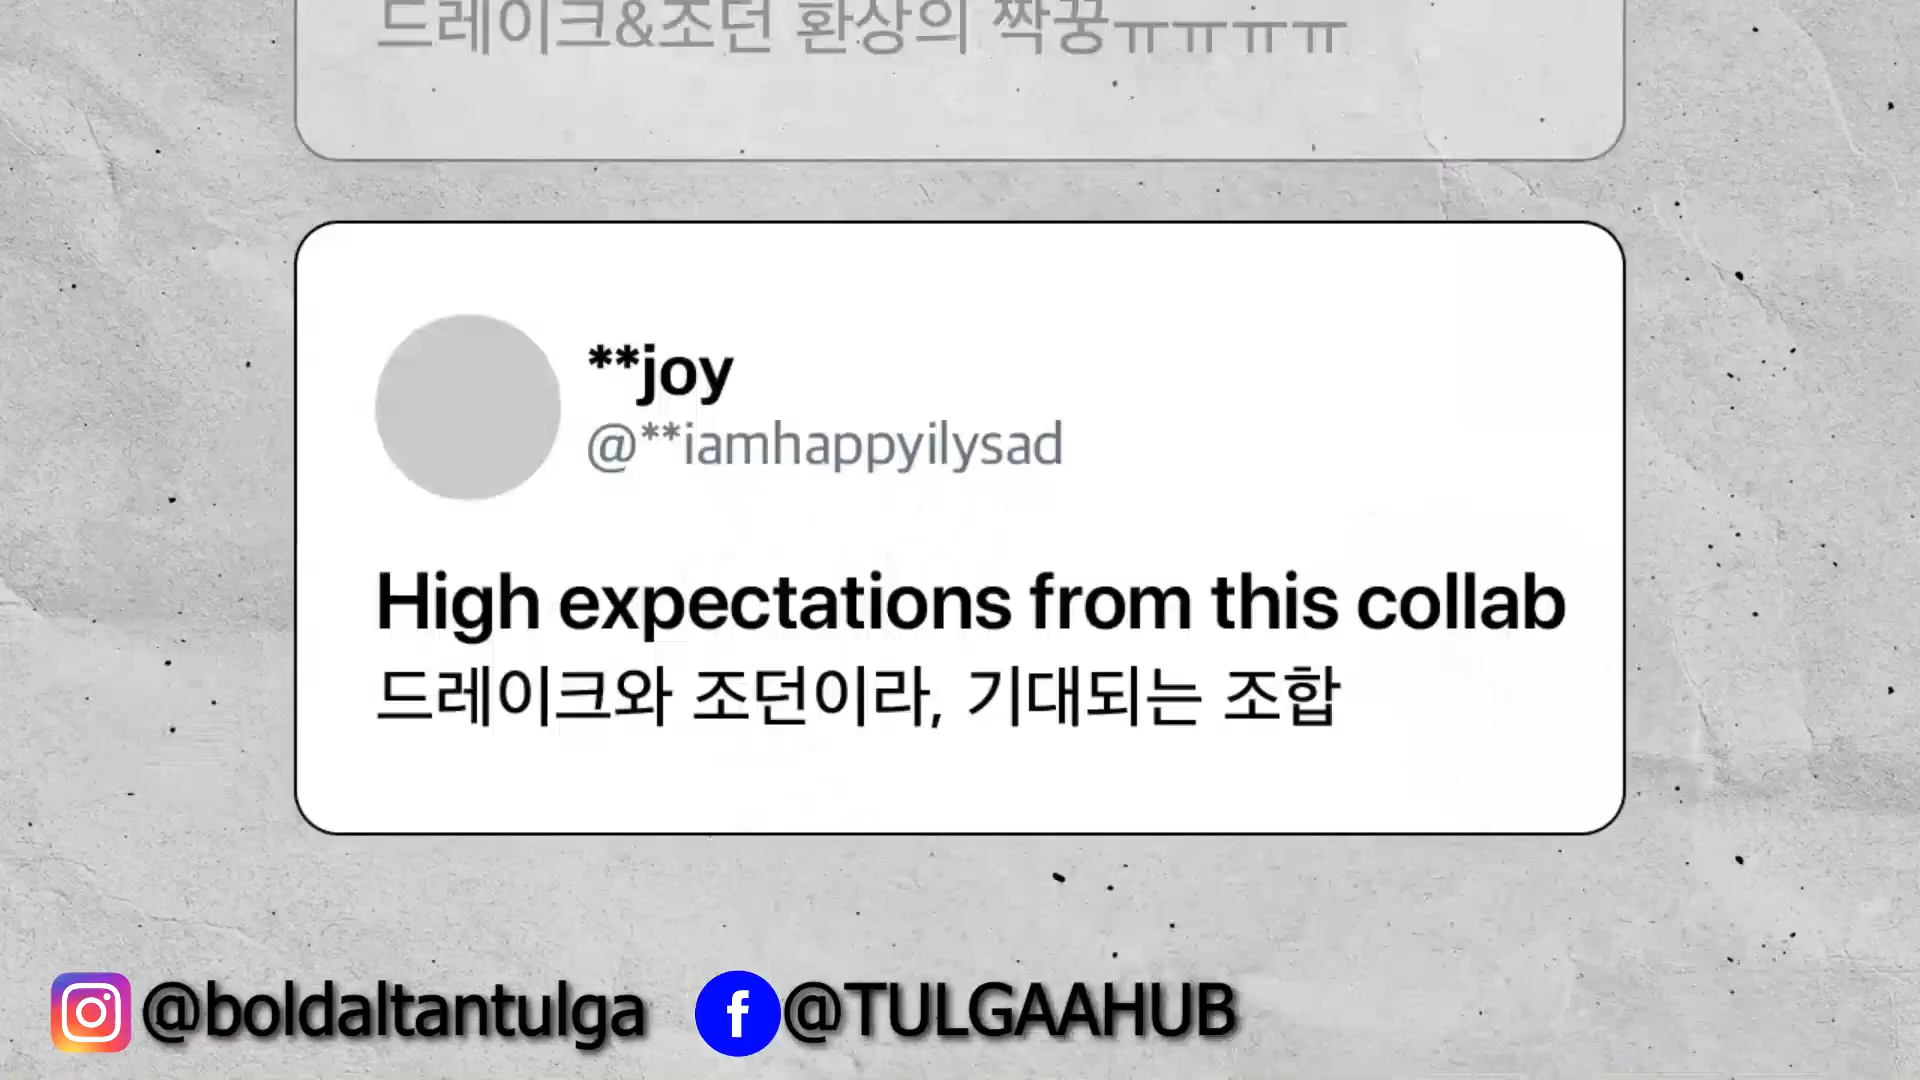 드레이크&조던 환상의 짝꿍ㅠㅠㅠㅠ
**joy
@**iamhappyilysad
High expectations from this collab
드레이크와 조던이라, 기대되는 조합
@boldaltantulga
@TULGAAHUB